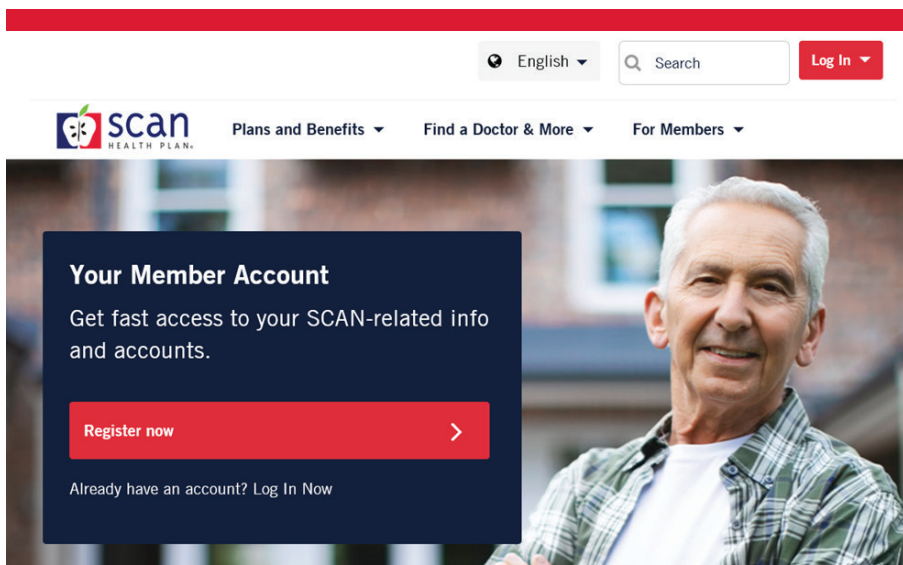 English
Search
Log In
scan
HEALTH PLAN®
Plans and Benefits
Find a Doctor & More
For Members
Your Member Account
Get fast access to your SCAN-related info
and accounts.
Register now
Already have an account? Log In Now